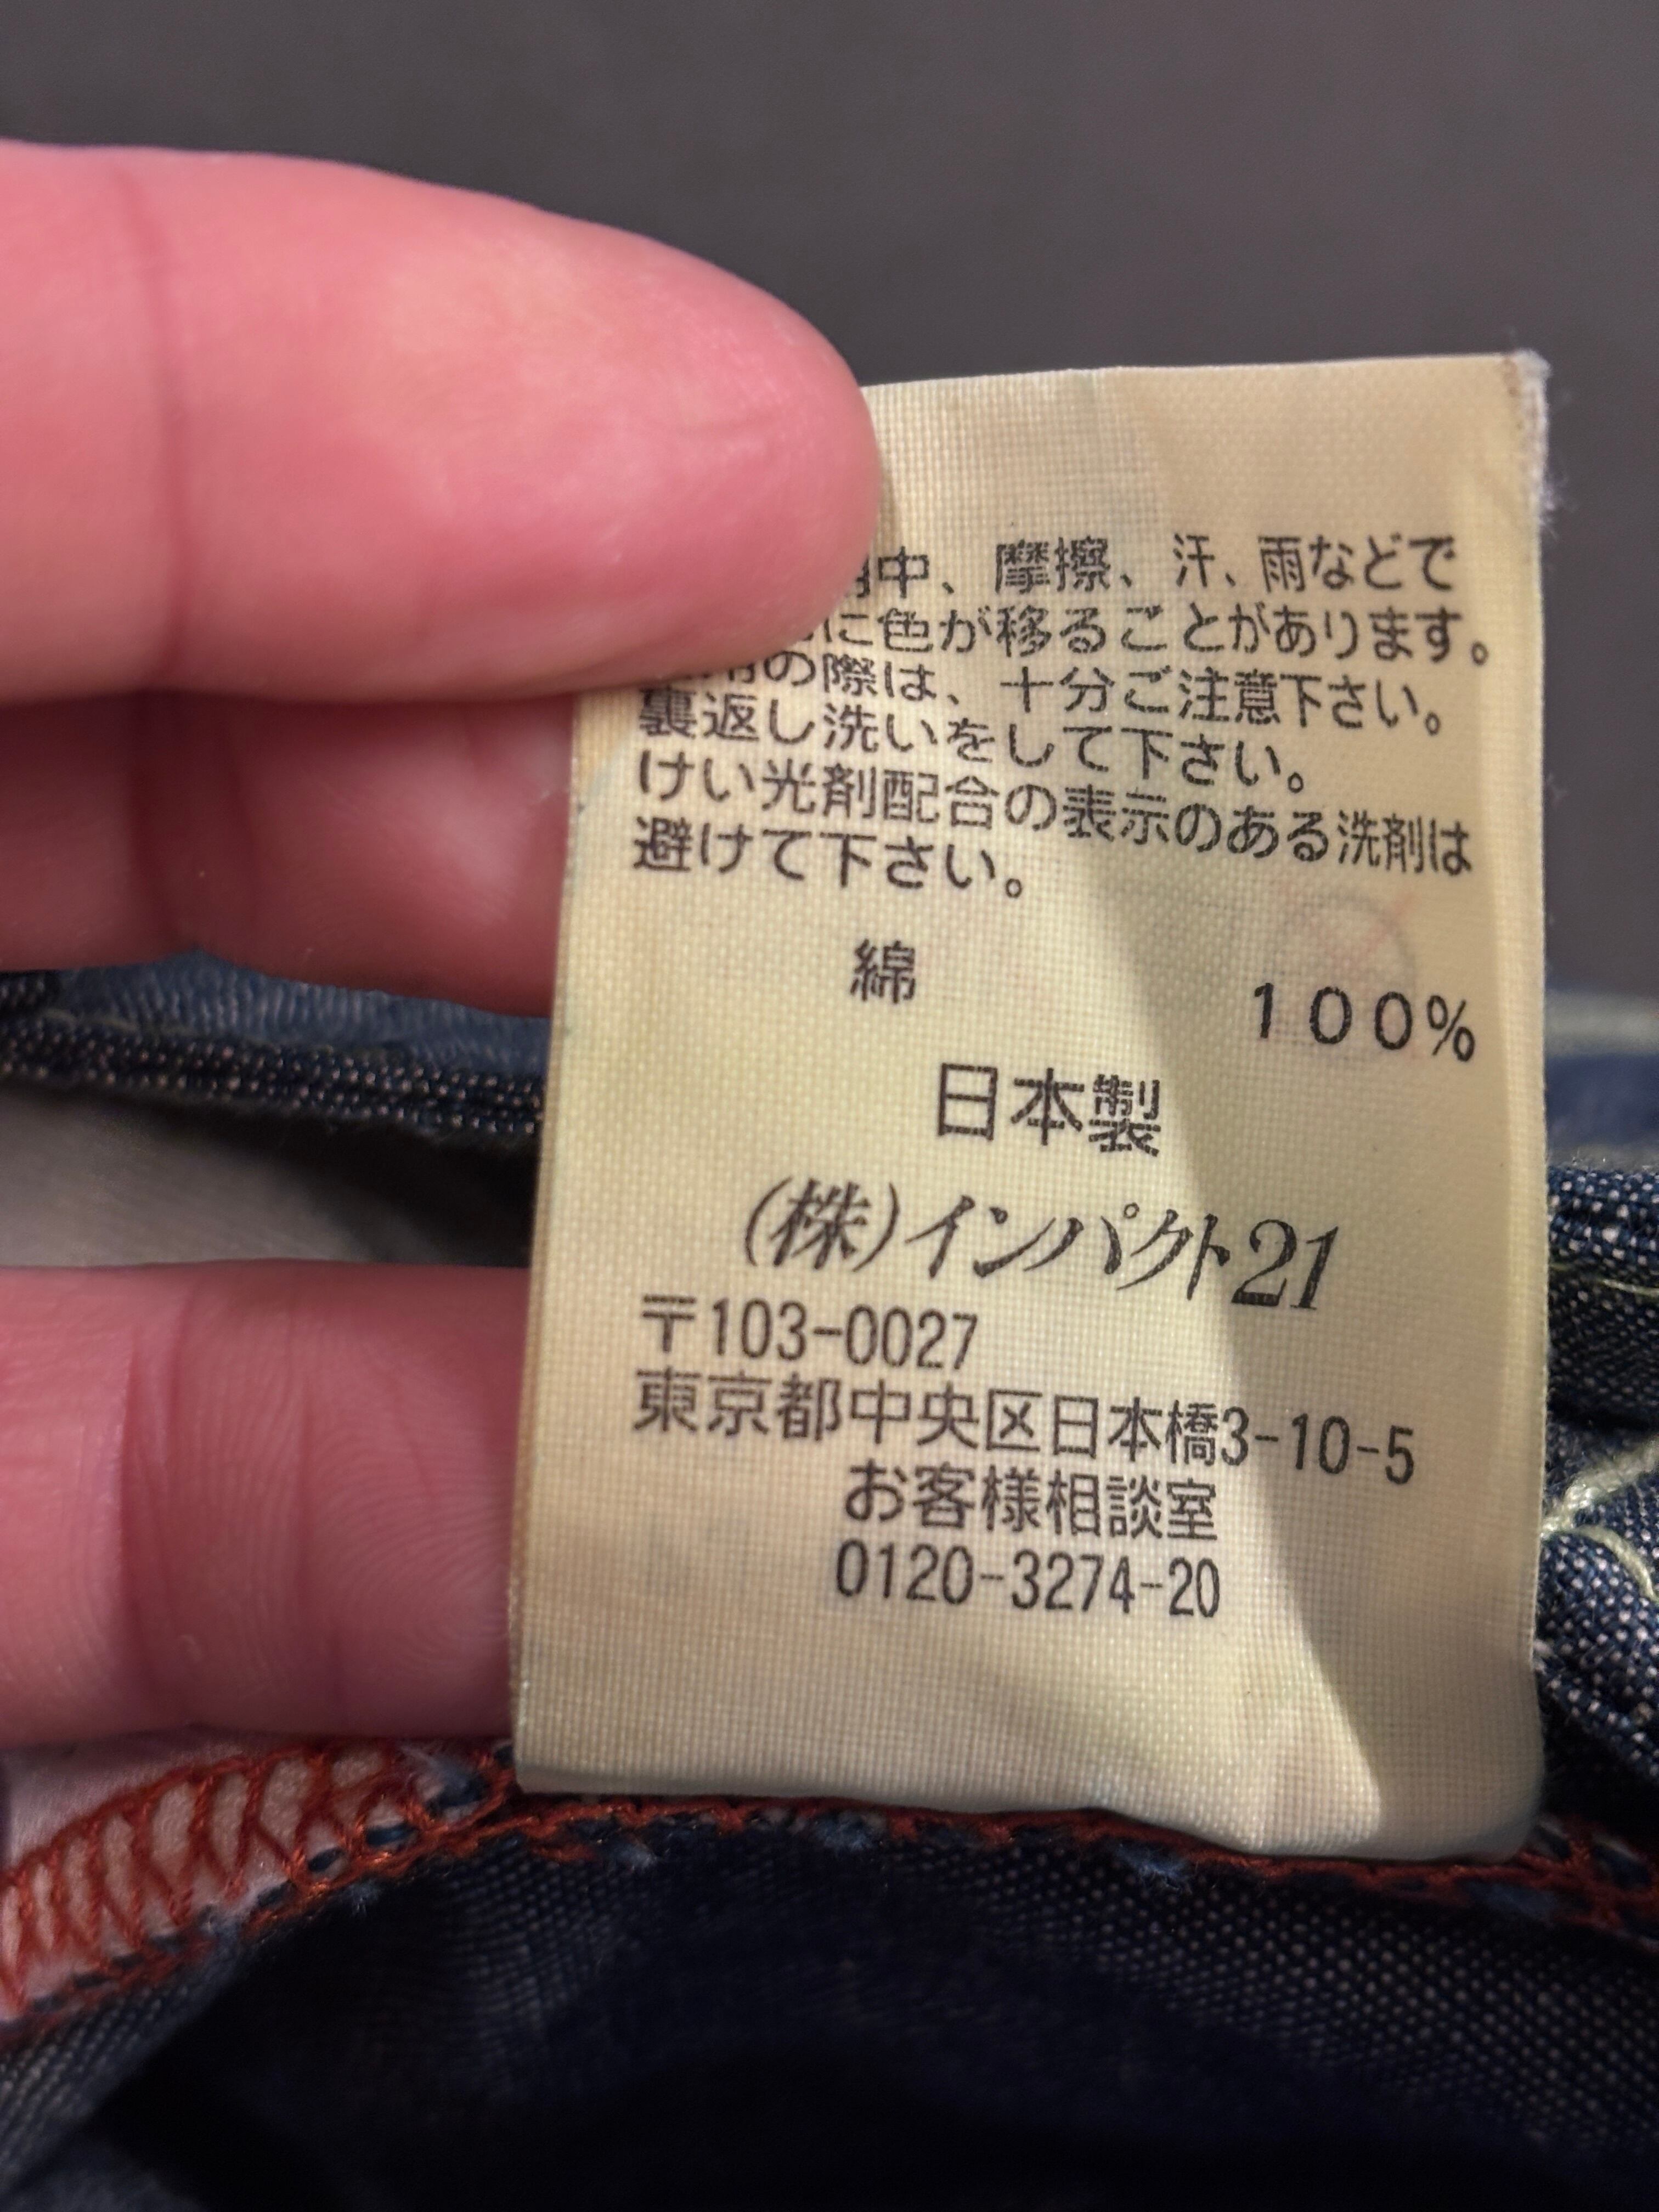 中、摩擦、汗、雨などで
に色が移ることがあります。
の際は、十分ご注意下さい。
裏返し洗いをして下さい。
けい光剤配合の表示のある洗剤は
避けて下さい。
綿 100%
日本製
(株)インパクト21
〒103-0027
東京都中央区日本橋3-10-5
お客様相談室
0120-3274-20